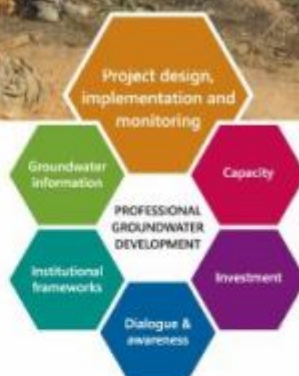 Project design,
implementation and
monitoring
Groundwater
information
Capacity
PROFESSIONAL
GROUNDWATER
DEVELOPMENT
Institutional
frameworks
Investment
Dialogue &
awareness